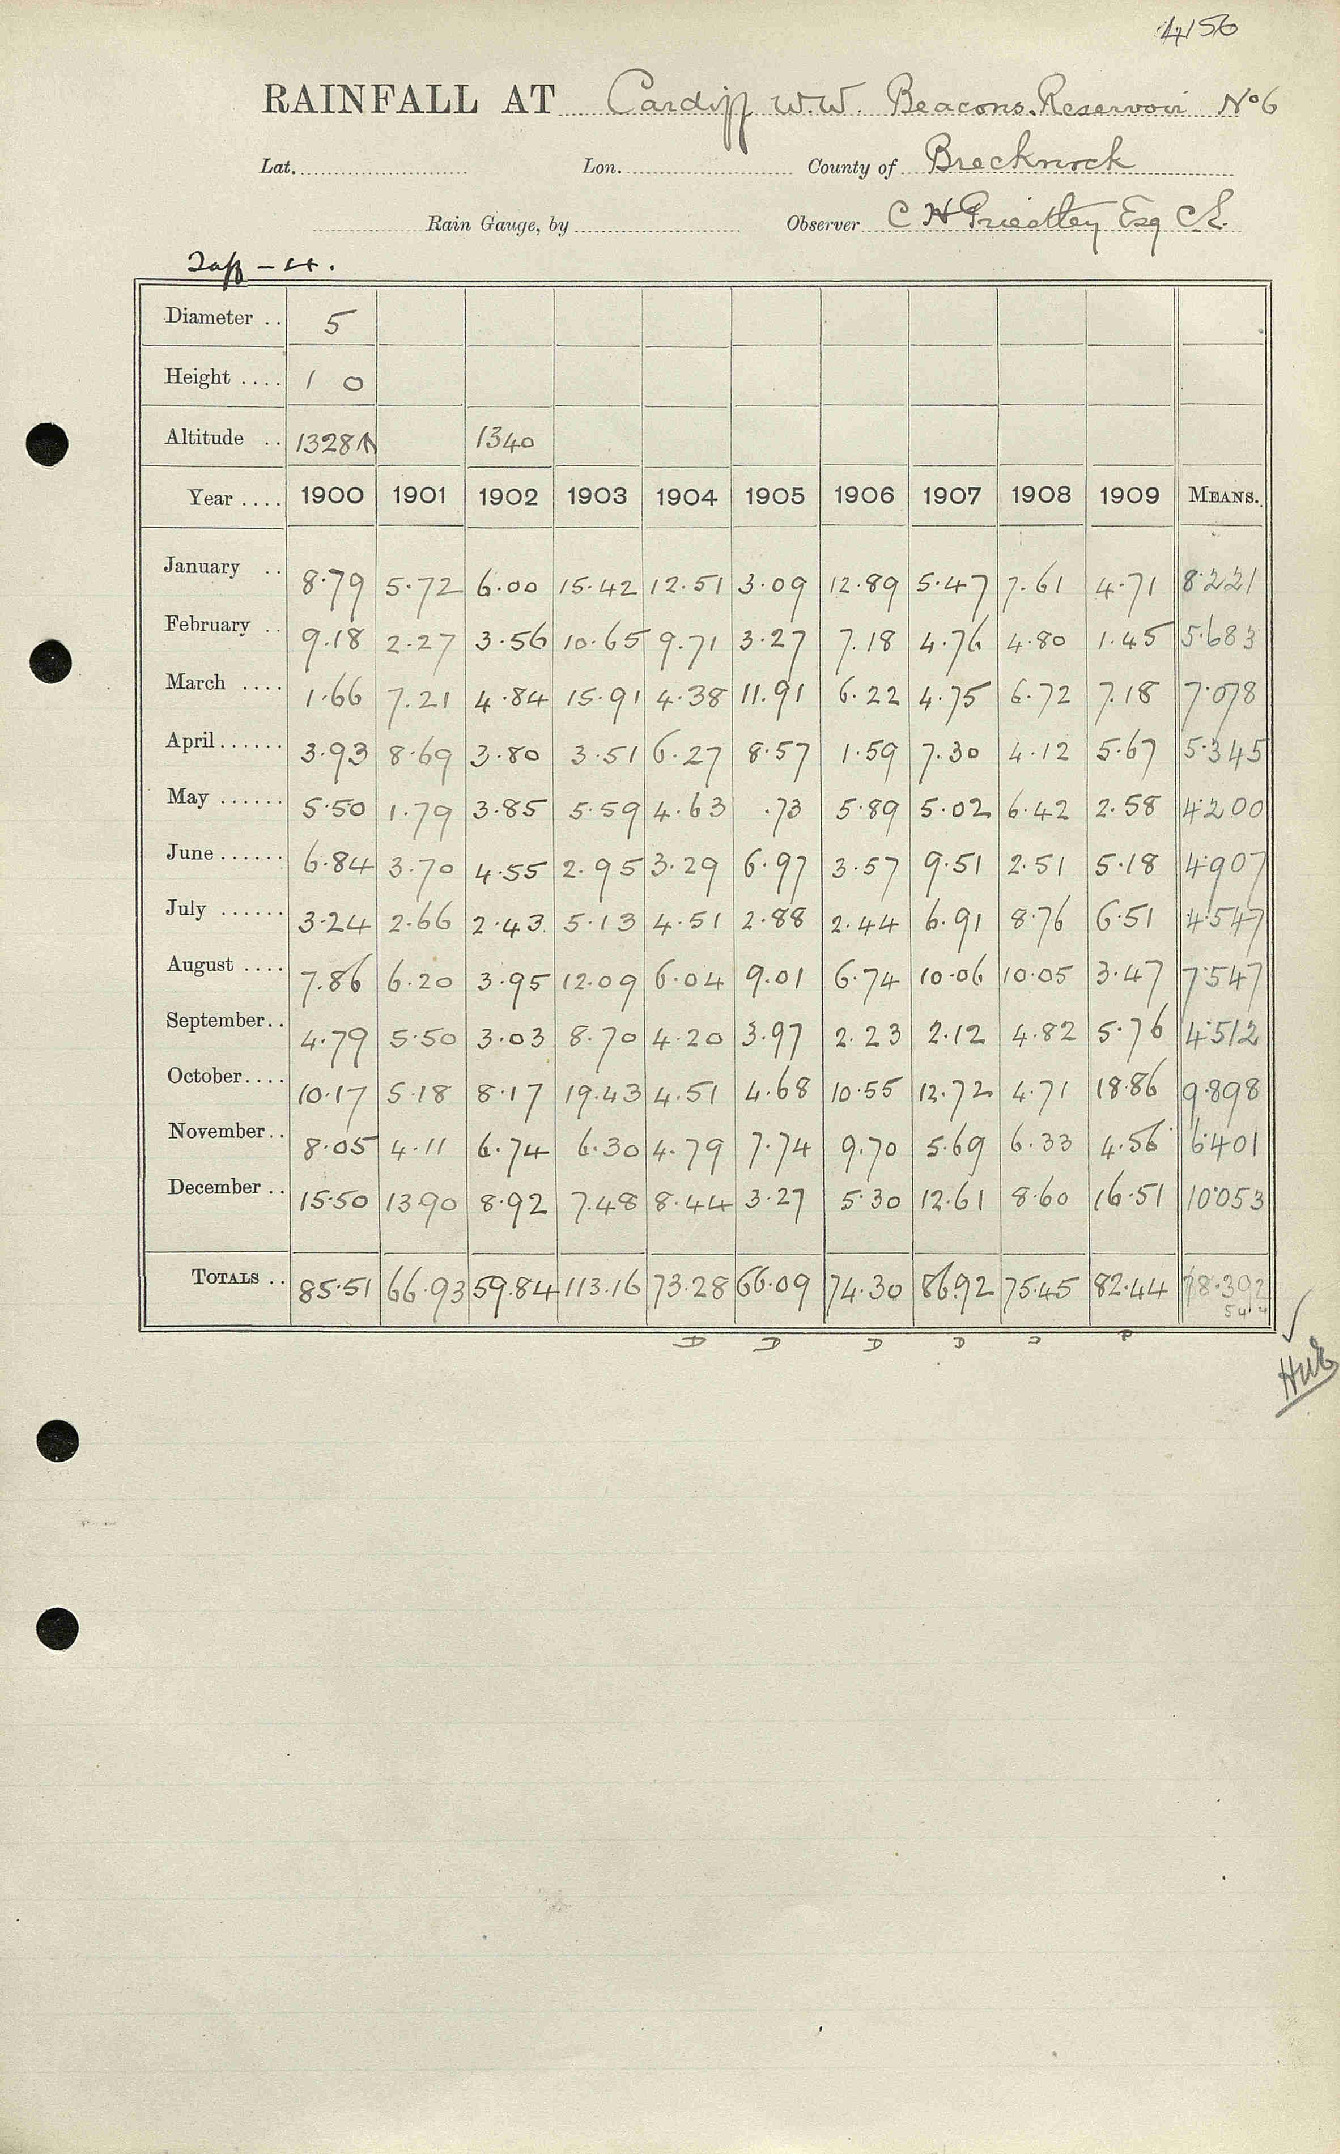 4156
RAINFALL AT Cardiff W.W. Beacons Reservoir No 6
Lat. Lon. County of Brecknock
Rain Gauge, by Observer C H Priestley Esq C.E.
Taff - 4.
Diameter .. 5
Height .... 1 0
Altitude .. 1328 1340
Year .... 1900 1901 1902 1903 1904 1905 1906 1907 1908 1909 MEANS.
January .. 8.79 5.72 6.00 15.42 12.51 3.09 12.89 5.47 7.61 4.71 8.221
February .. 9.18 2.27 3.56 10.65 9.71 3.27 7.18 4.76 4.80 1.45 5.683
March .... 1.66 7.21 4.84 15.91 4.38 11.91 6.22 4.75 6.72 7.18 7.078
April ...... 3.93 8.69 3.80 3.51 6.27 8.57 1.59 7.30 4.12 5.67 5.345
May ...... 5.50 1.79 3.85 5.59 4.63 .73 5.89 5.02 6.42 2.58 4.200
June ...... 6.84 3.70 4.55 2.95 3.29 6.97 3.57 9.51 2.51 5.18 4.907
July ...... 3.24 2.66 2.43 5.13 4.51 2.88 2.44 6.91 8.76 6.51 4.547
August .... 7.86 6.20 3.95 12.09 6.04 9.01 6.74 10.06 10.05 3.47 7.547
September .. 4.79 5.50 3.03 8.70 4.20 3.97 2.23 2.12 4.82 5.76 4.512
October .... 10.17 5.18 8.17 19.43 4.51 4.68 10.55 12.72 4.71 18.86 9.898
November .. 8.05 4.11 6.74 6.30 4.79 7.74 9.70 5.69 6.33 4.56 6.401
December .. 15.50 13.90 8.92 7.48 8.44 3.27 5.30 12.61 8.60 16.51 10.053
TOTALS .. 85.51 66.93 59.84 113.16 73.28 66.09 74.30 86.92 75.45 82.44 78.392
D D D D D P